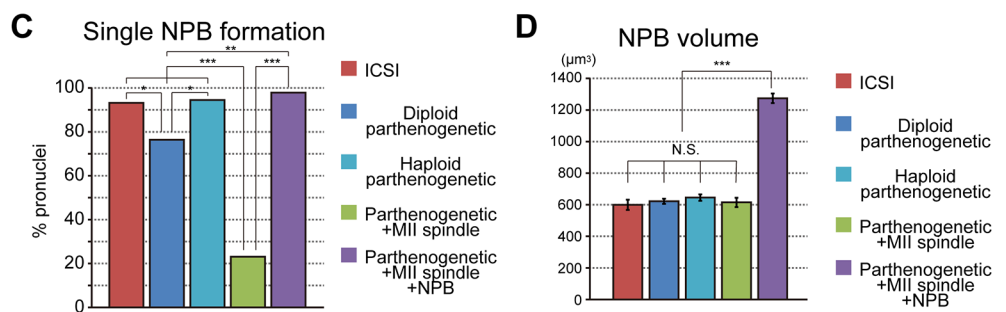 C
Single NPB formation
**
***
***
*
*
% pronuclei
100
80
60
40
20
0
ICSI
Diploid
parthenogenetic
Haploid
parthenogenetic
Parthenogenetic
+MII spindle
Parthenogenetic
+MII spindle
+NPB
D
NPB volume
(μm³)
***
N.S.
1400
1200
1000
800
600
400
200
0
ICSI
Diploid
parthenogenetic
Haploid
parthenogenetic
Parthenogenetic
+MII spindle
Parthenogenetic
+MII spindle
+NPB